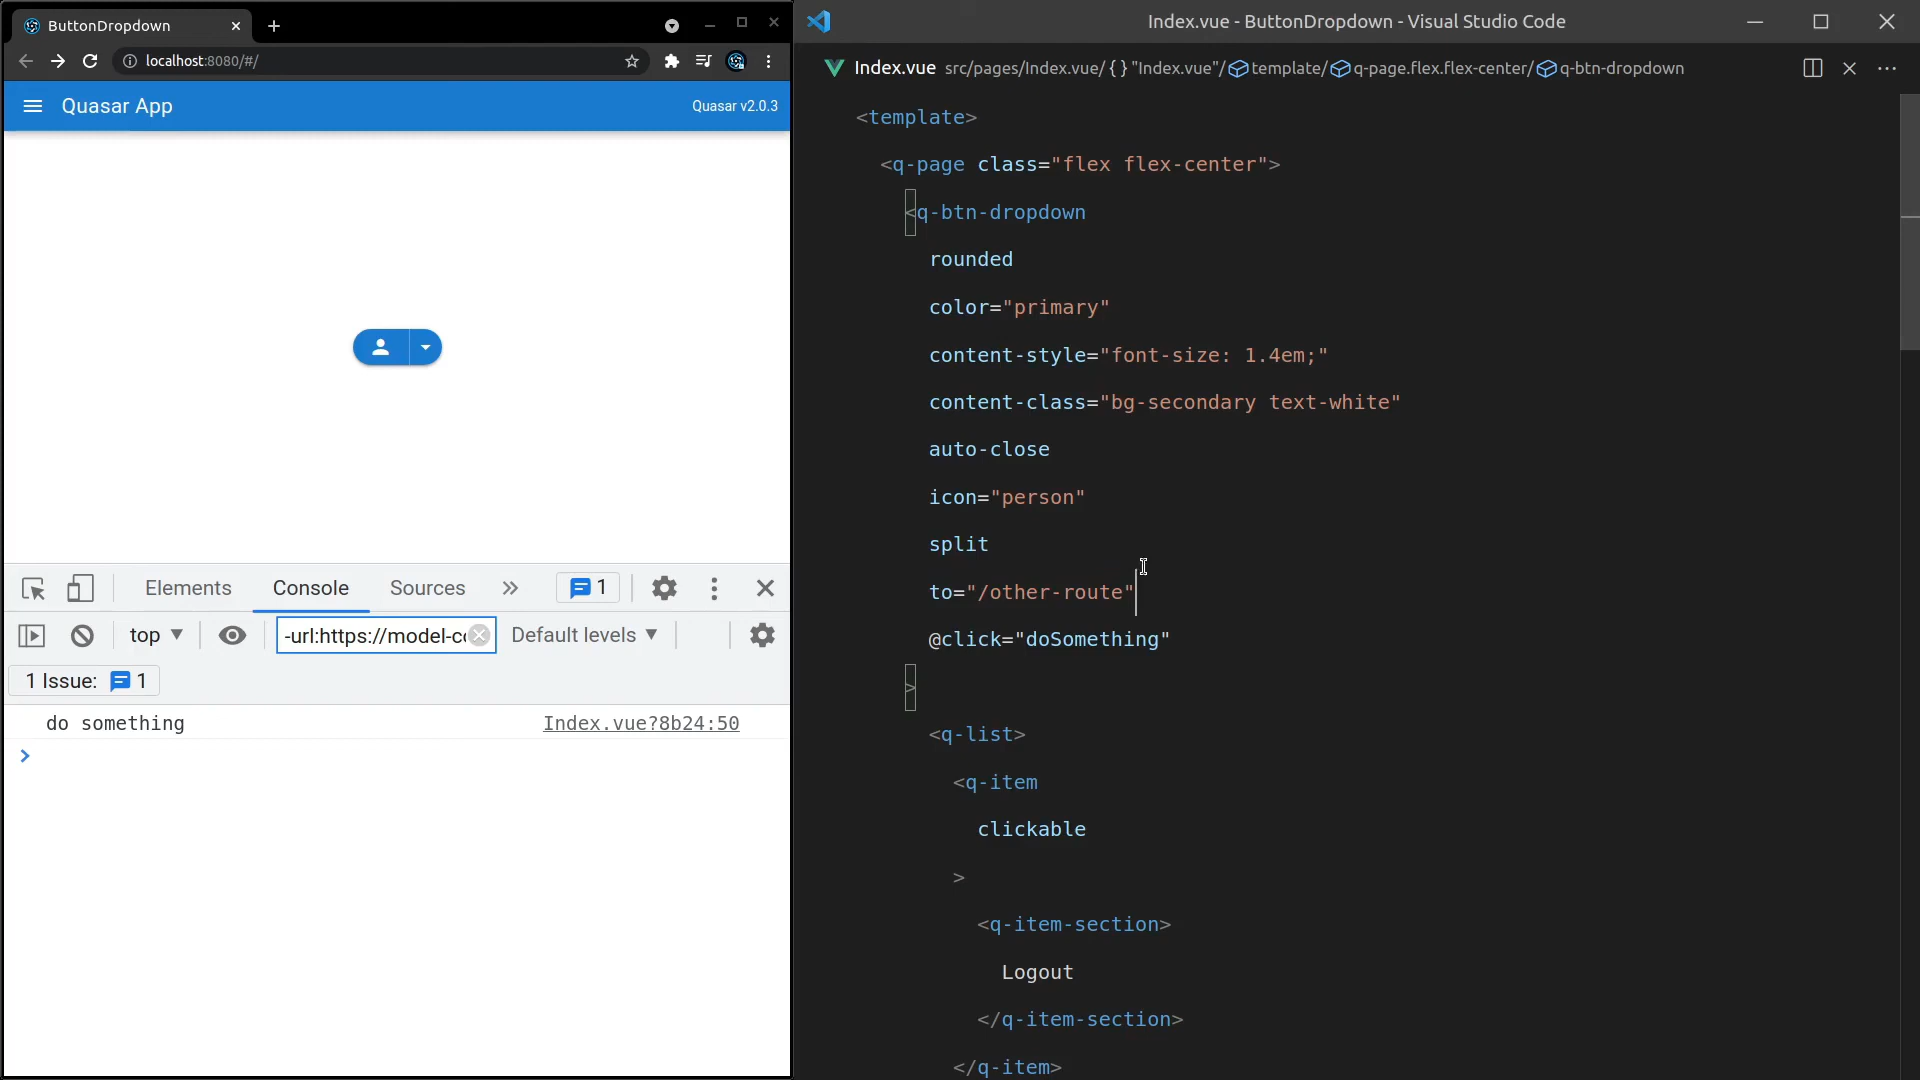 ButtonDropdown
localhost:8080/#/
Quasar App
Quasar v2.0.3
Elements
Console
Sources
1
top
-url:https://model-c
Default levels
1 Issue:
1
do something
Index.vue?8b24:50
Index.vue - ButtonDropdown - Visual Studio Code
Index.vue src/pages/Index.vue/ {} "Index.vue"/ template/ q-page.flex.flex-center/ q-btn-dropdown
<template>
<q-page class="flex flex-center">
<q-btn-dropdown
rounded
color="primary"
content-style="font-size: 1.4em;"
content-class="bg-secondary text-white"
auto-close
icon="person"
split
to="/other-route"
@click="doSomething"
>
<q-list>
<q-item
clickable
>
<q-item-section>
Logout
</q-item-section>
</q-item>